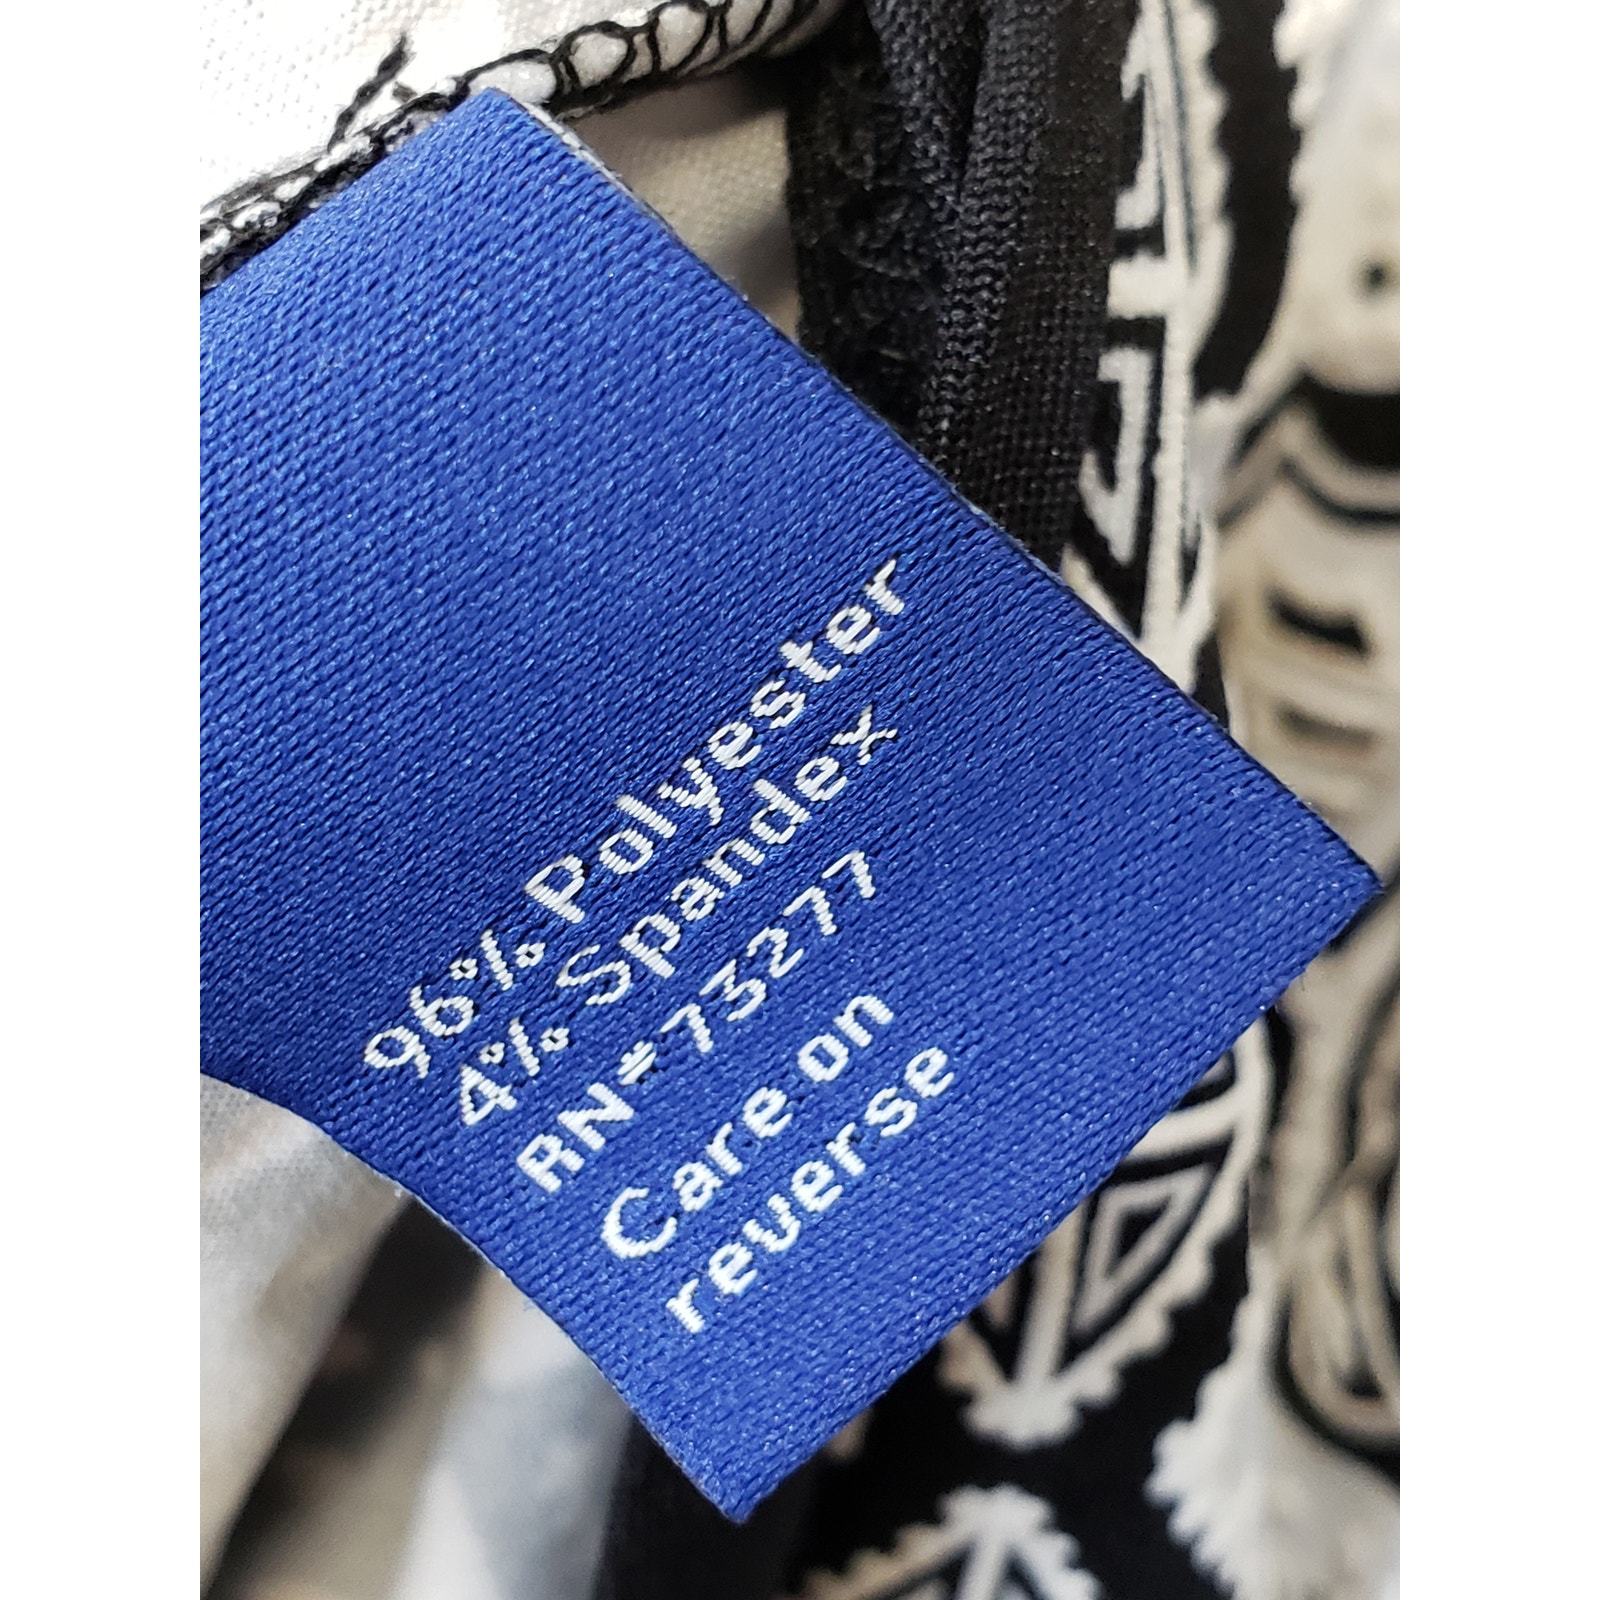 96% Polyester
4% Spandex
RN#73277
Care on
reverse